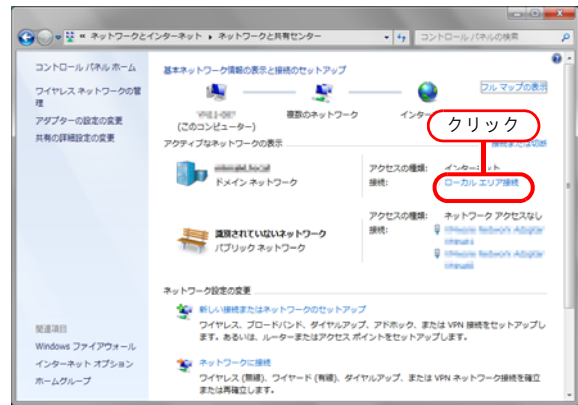 « ネットワークとインターネット ▸ ネットワークと共有センター
コントロール パネルの検索
コントロール パネル ホーム
ワイヤレス ネットワークの管理
アダプターの設定の変更
共有の詳細設定の変更
基本ネットワーク情報の表示と接続のセットアップ
フル マップの表示
(このコンピューター)
複数のネットワーク
インター
クリック
アクティブなネットワークの表示
接続または切断
ドメイン ネットワーク
アクセスの種類: インターネット
接続: ローカル エリア接続
識別されていないネットワーク
パブリック ネットワーク
アクセスの種類: ネットワーク アクセスなし
接続:
ネットワーク設定の変更
新しい接続またはネットワークのセットアップ
ワイヤレス、ブロードバンド、ダイヤルアップ、アドホック、または VPN 接続をセットアップし
ます。あるいは、ルーターまたはアクセス ポイントをセットアップします。
ネットワークに接続
ワイヤレス (無線)、ワイヤード (有線)、ダイヤルアップ、または VPN ネットワーク接続を確立
または再確立します。
関連項目
Windows ファイアウォール
インターネット オプション
ホームグループ